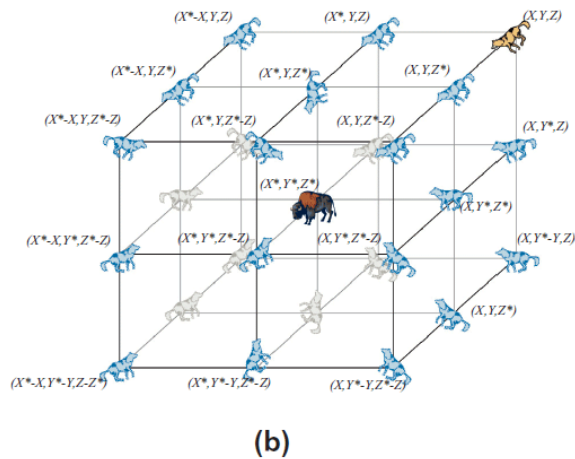 (X*-X,Y,Z)
(X*,Y,Z)
(X,Y,Z)
(X*-X,Y,Z*)
(X*,Y,Z*)
(X,Y,Z*)
(X*-X,Y,Z*-Z)
(X*,Y,Z*-Z)
(X,Y,Z*-Z)
(X,Y*,Z)
(X*,Y*,Z*)
(X,Y*,Z*)
(X*-X,Y*,Z*-Z)
(X*,Y*,Z*-Z)
(X,Y*,Z*-Z)
(X,Y*-Y,Z)
(X,Y,Z*)
(X*-X,Y*-Y,Z-Z*)
(X*,Y*-Y,Z*-Z)
(X,Y*-Y,Z*-Z)
(b)